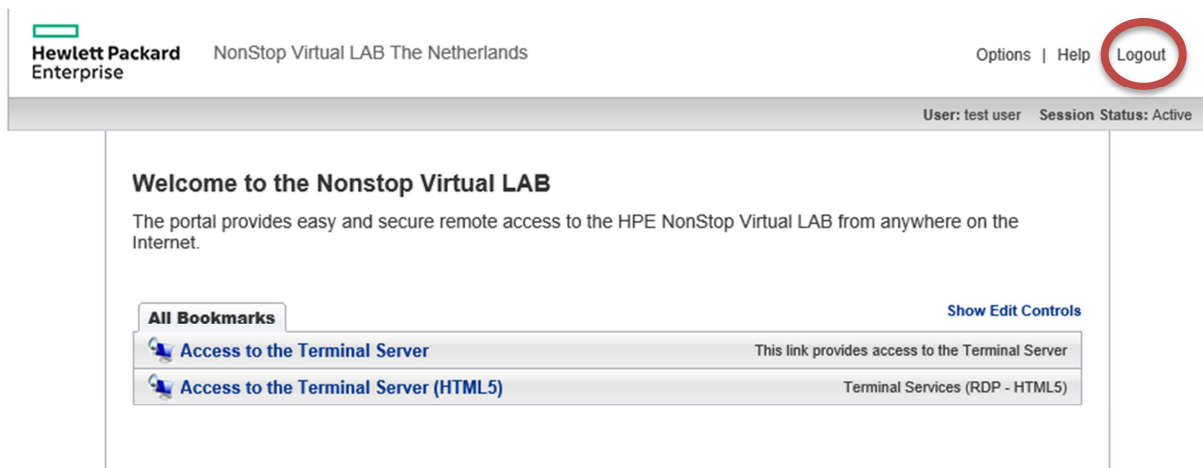 Hewlett Packard
Enterprise
NonStop Virtual LAB The Netherlands
Options | Help Logout
User: test user Session Status: Active
Welcome to the Nonstop Virtual LAB
The portal provides easy and secure remote access to the HPE NonStop Virtual LAB from anywhere on the
Internet.
All Bookmarks
Show Edit Controls
Access to the Terminal Server
This link provides access to the Terminal Server
Access to the Terminal Server (HTML5)
Terminal Services (RDP - HTML5)